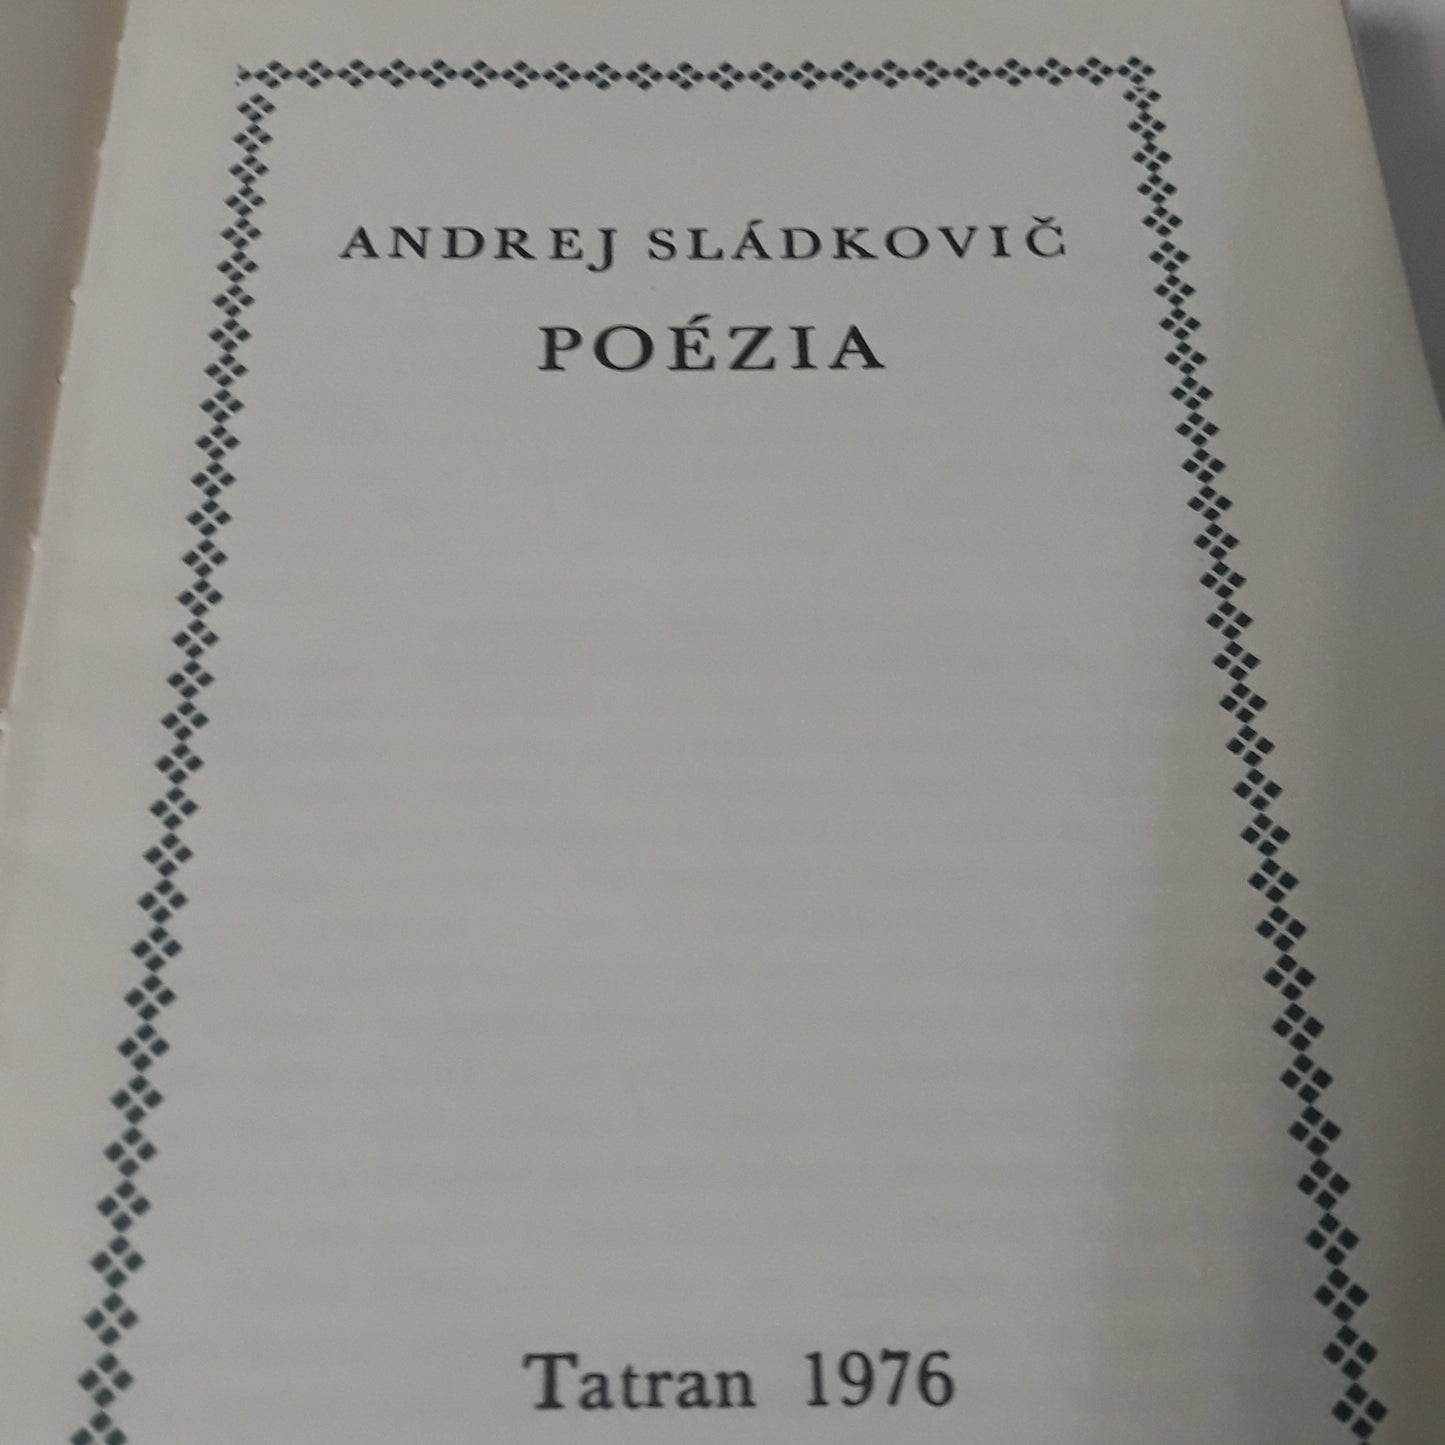 ANDREJ SLÁDKOVIČ
POÉZIA
Tatran 1976